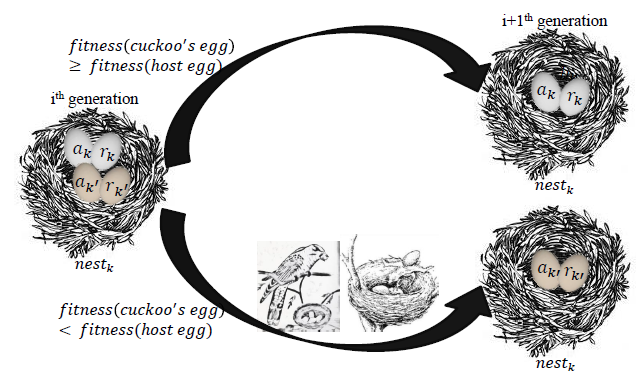 fitness(cuckoo's egg)
≥ fitness(host egg)
i+1th generation
ith generation
ak rk
ak rk
ak′ rk′
nestk
nestk
fitness(cuckoo's egg)
< fitness(host egg)
ak′ rk′
nestk